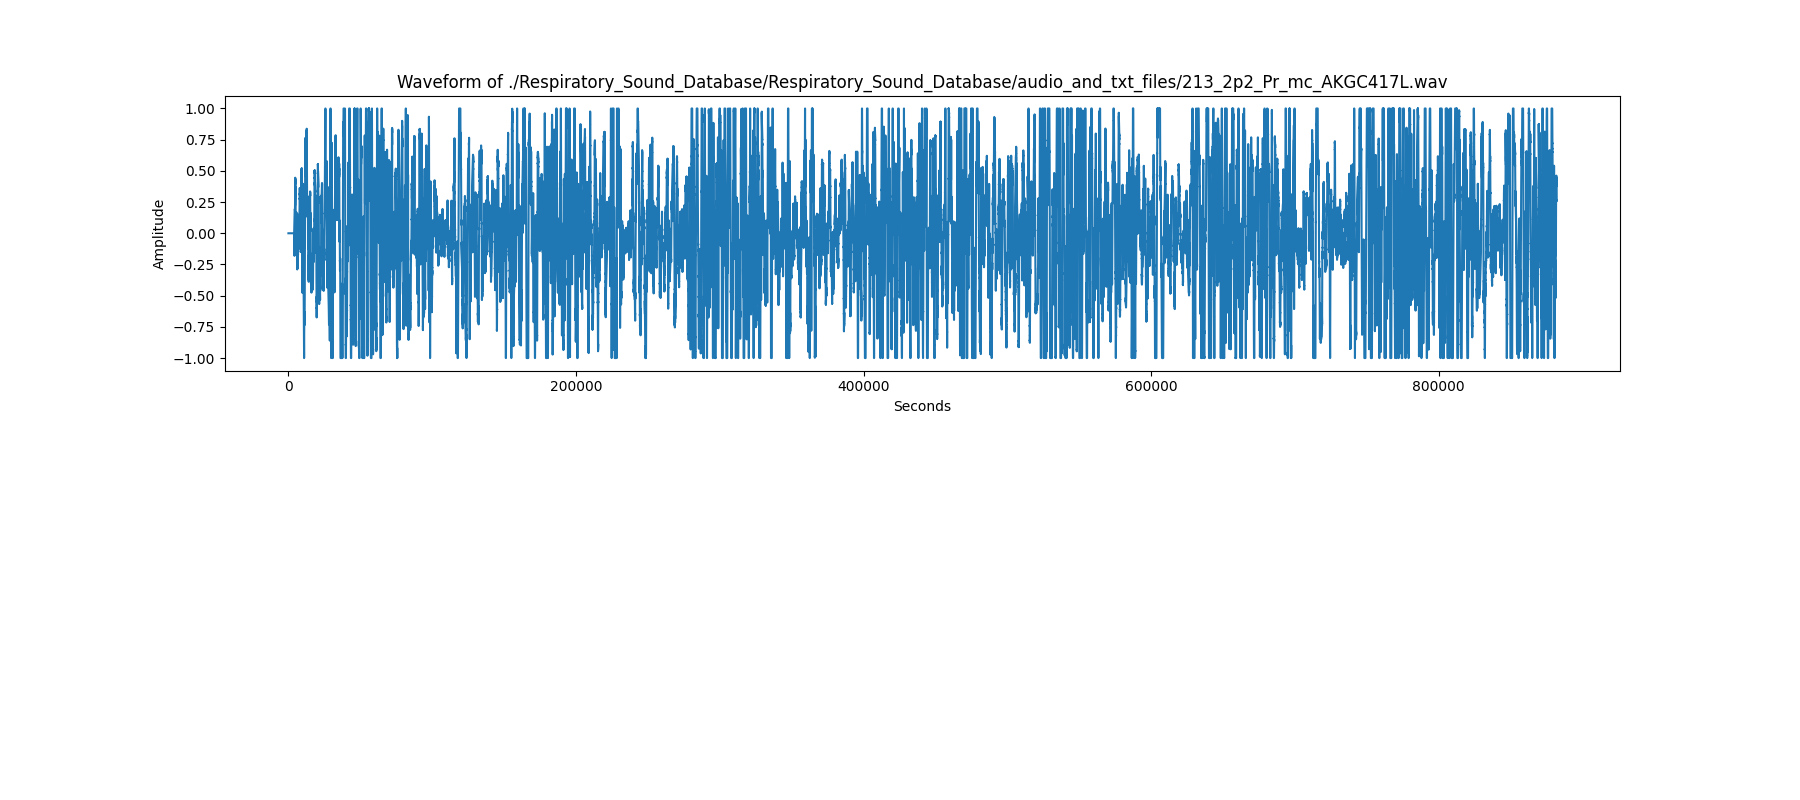 Waveform of ./Respiratory_Sound_Database/Respiratory_Sound_Database/audio_and_txt_files/213_2p2_Pr_mc_AKGC417L.wav
1.00
0.75
0.50
0.25
0.00
−0.25
−0.50
−0.75
−1.00
Amplitude
0 200000 400000 600000 800000
Seconds